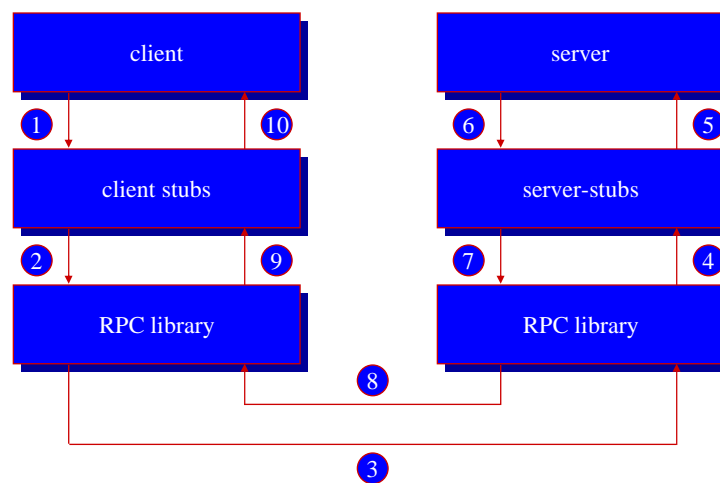 client
server
1
10
6
5
client stubs
server-stubs
2
9
7
4
RPC library
RPC library
8
3